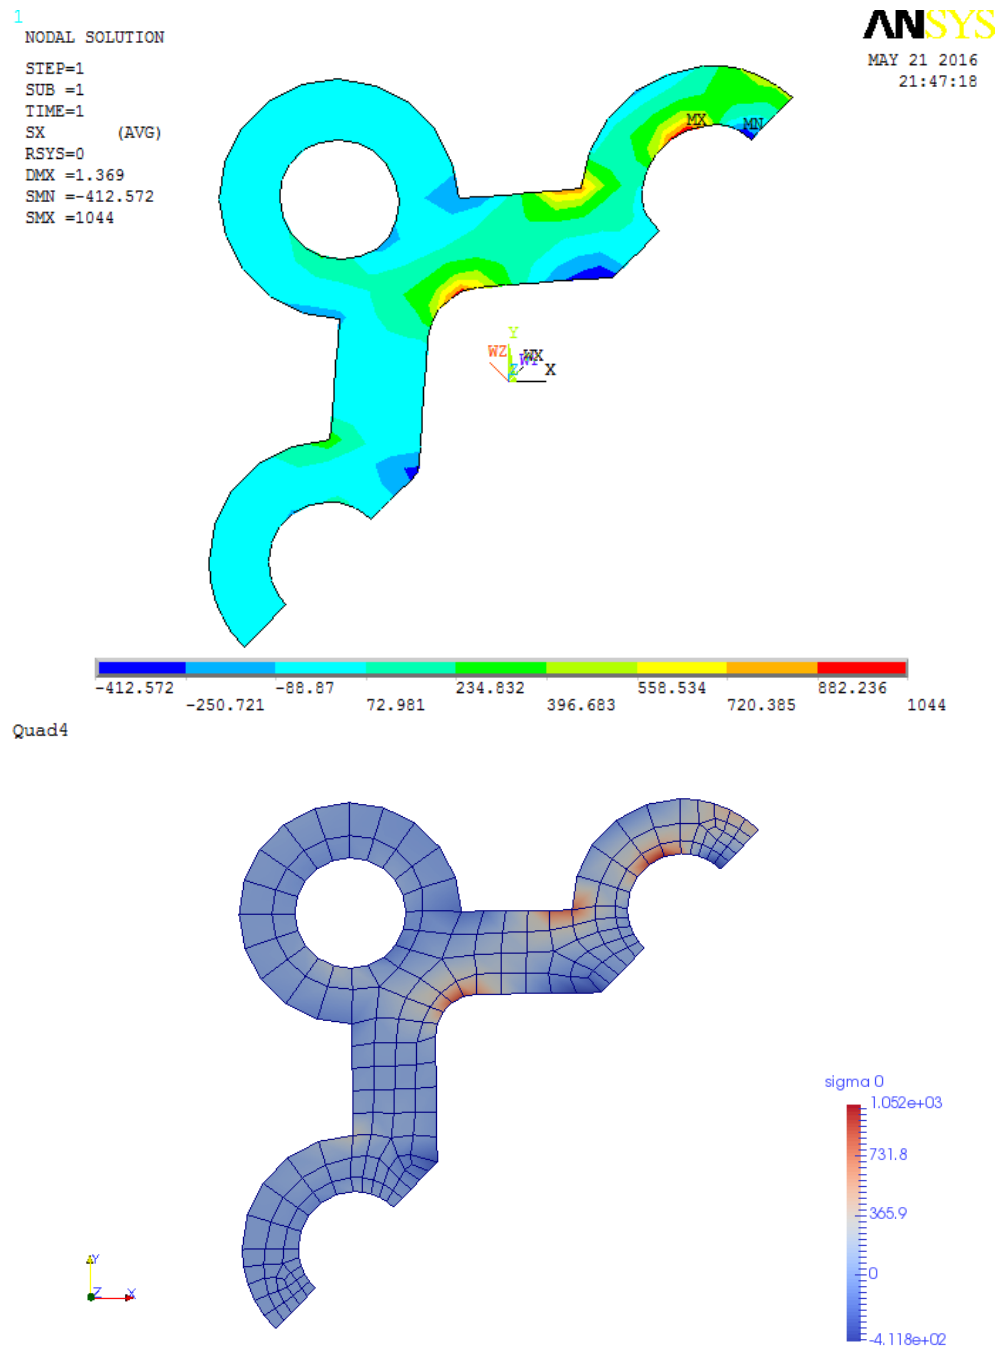 1
NODAL SOLUTION
STEP=1
SUB =1
TIME=1
SX (AVG)
RSYS=0
DMX =1.369
SMN =-412.572
SMX =1044
ANSYS
MAY 21 2016
21:47:18
MX
MN
Y
WZ
WX
Z
X
-412.572
-250.721
-88.87
72.981
234.832
396.683
558.534
720.385
882.236
1044
Quad4
sigma 0
1.052e+03
731.8
365.9
0
-4.118e+02
Y
Z
X